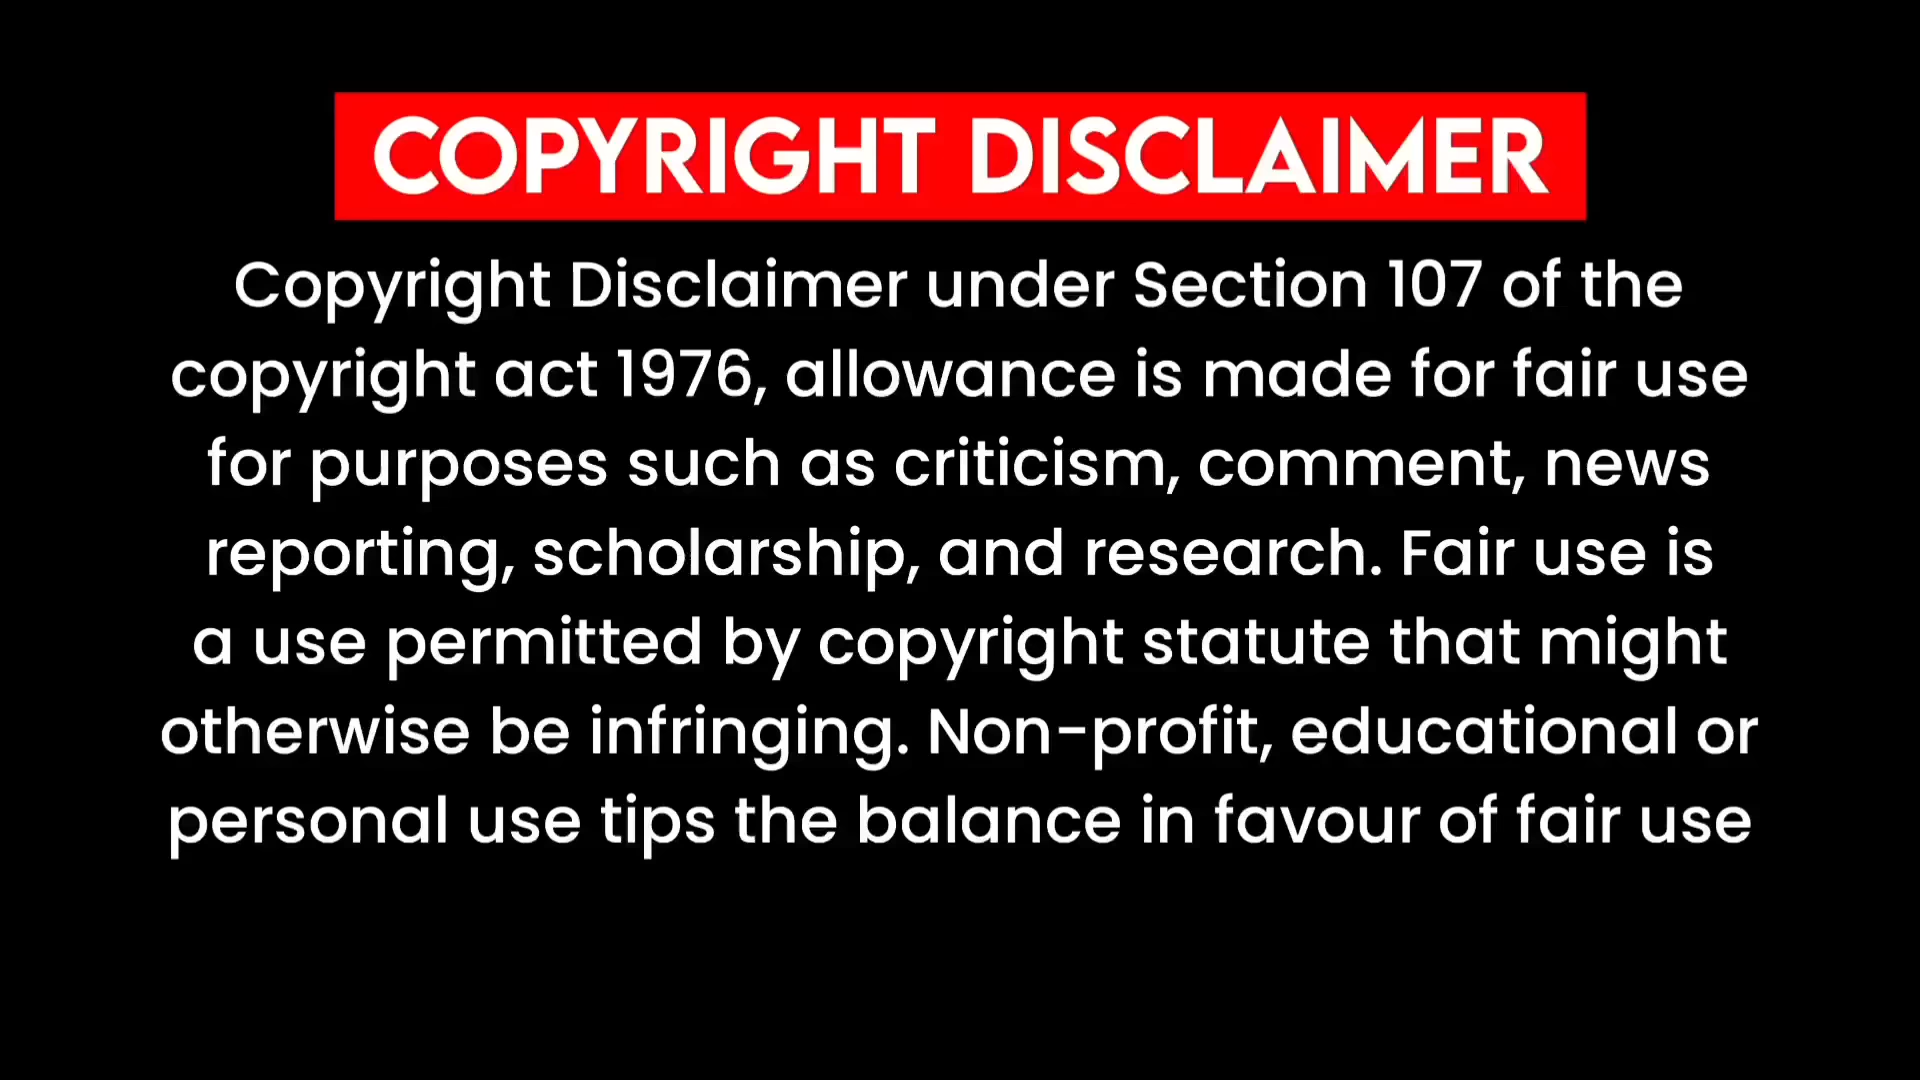 COPYRIGHT DISCLAIMER
Copyright Disclaimer under Section 107 of the
copyright act 1976, allowance is made for fair use
for purposes such as criticism, comment, news
reporting, scholarship, and research. Fair use is
a use permitted by copyright statute that might
otherwise be infringing. Non-profit, educational or
personal use tips the balance in favour of fair use